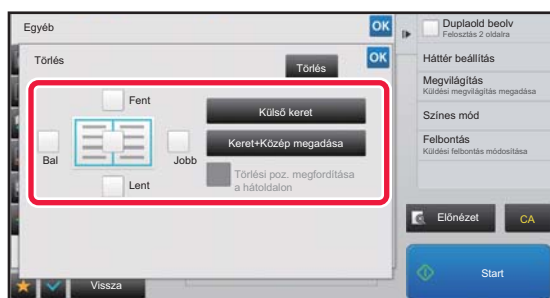 Egyéb
OK
Törlés
Törlés
OK
Fent
Bal
Jobb
Lent
Külső keret
Keret+Közép megadása
Törlési poz. megfordítása
a hátoldalon
Vissza
Duplaold beolv
Felosztás 2 oldalra
Háttér beállítás
Megvilágítás
Küldési megvilágítás megadása
Színes mód
Felbontás
Küldési felbontás módosítása
Előnézet
CA
Start